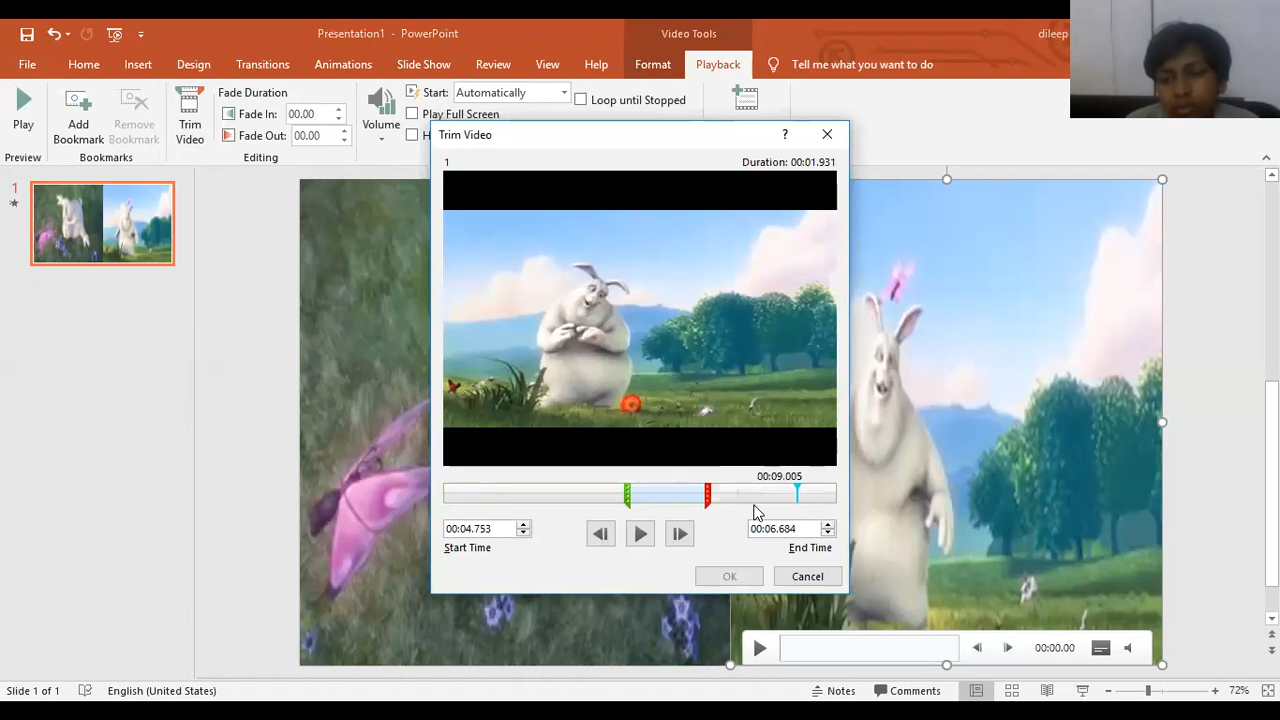 Presentation1 - PowerPoint
Video Tools
dileep
File Home Insert Design Transitions Animations Slide Show Review View Help Format Playback Tell me what you want to do
Play
Add Bookmark
Remove Bookmark
Trim Video
Fade Duration
Fade In: 00.00
Fade Out: 00.00
Volume
Start: Automatically
Play Full Screen
H
Loop until Stopped
Preview Bookmarks Editing
Trim Video ?
1 Duration: 00:01.931
1
00:09.005
00:04.753 00:06.684
Start Time End Time
OK Cancel
00:00.00
Slide 1 of 1 English (United States) Notes Comments 72%